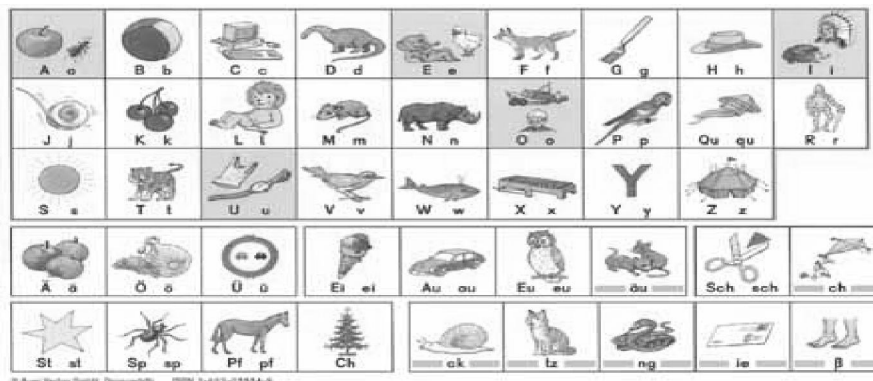 A a B b C c D d E e F f G g H h I i
J j K k L l M m N n O o P p Qu qu R r
S s T t U u V v W w X x Y y Z z
Ä ä Ö ö Ü ü Ei ei Au au Eu eu äu Sch sch ch
St st Sp sp Pf pf Ch ck tz ng ie ß